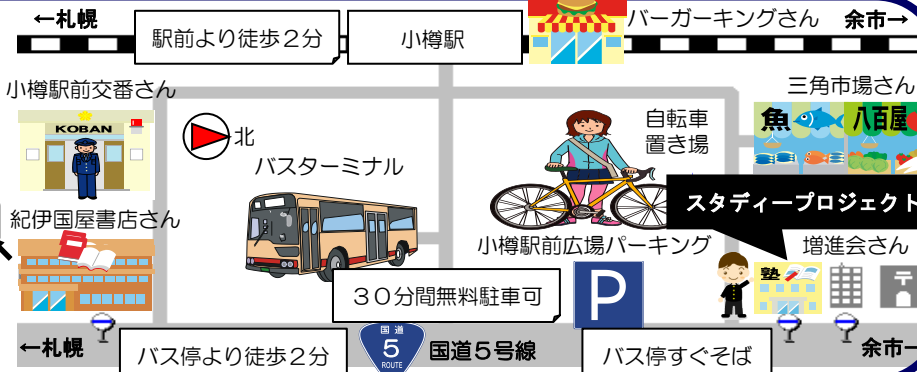 ←札幌
駅前より徒歩２分
小樽駅
バーガーキングさん
余市→
小樽駅前交番さん
KOBAN
北
バスターミナル
自転車
置き場
三角市場さん
魚
八百屋
紀伊国屋書店さん
スタディープロジェクト
小樽駅前広場パーキング
増進会さん
塾
３０分間無料駐車可
P
←札幌
バス停より徒歩２分
国道
5
ROUTE
国道５号線
バス停すぐそば
余市→